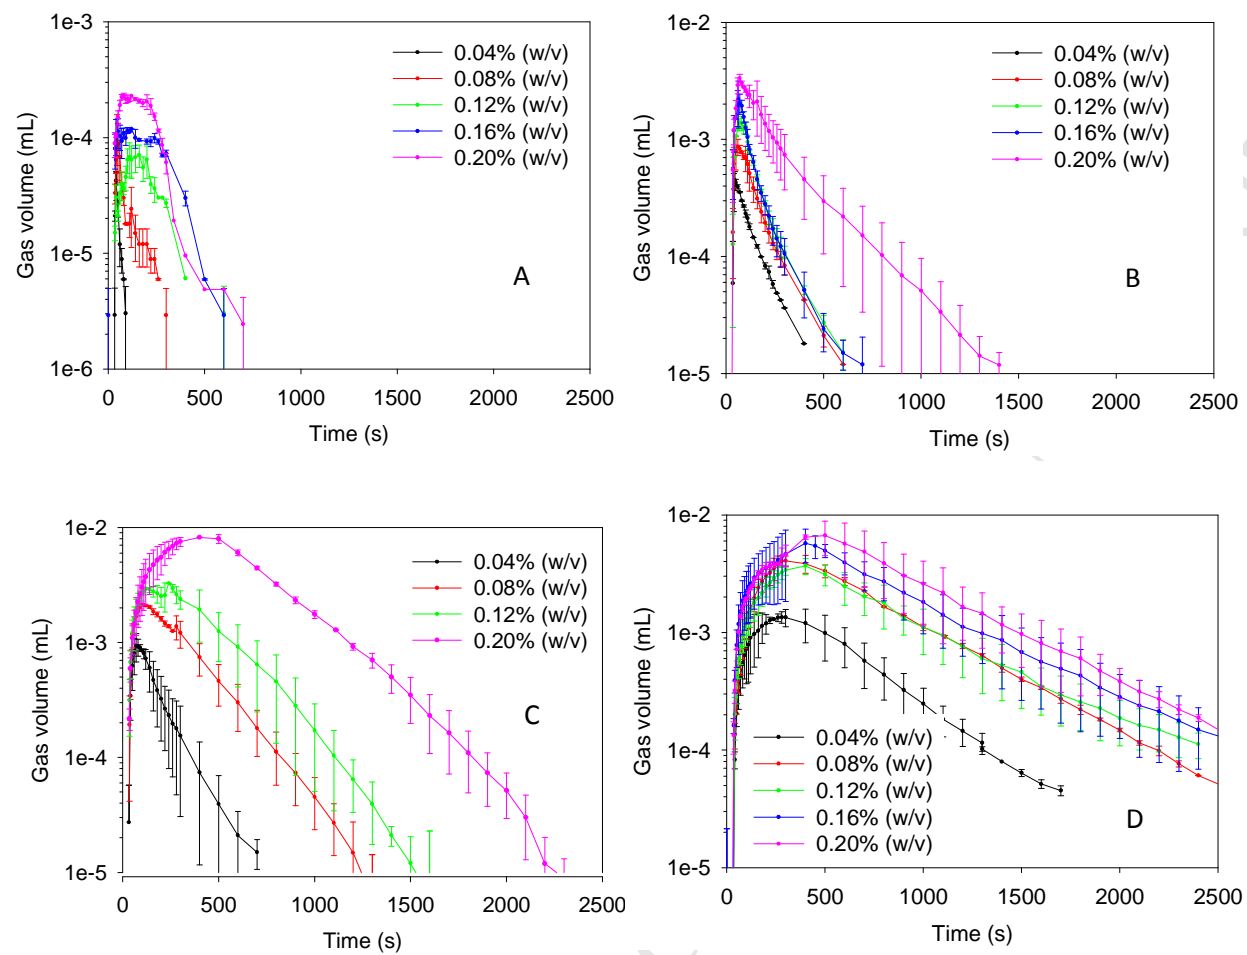 1e-3
1e-4
1e-5
1e-6
Gas volume (mL)
0.04% (w/v)
0.08% (w/v)
0.12% (w/v)
0.16% (w/v)
0.20% (w/v)
A
0 500 1000 1500 2000 2500
Time (s)
1e-2
1e-3
1e-4
1e-5
Gas volume (mL)
0.04% (w/v)
0.08% (w/v)
0.12% (w/v)
0.16% (w/v)
0.20% (w/v)
B
0 500 1000 1500 2000 2500
Time (s)
1e-2
1e-3
1e-4
1e-5
Gas volume (mL)
0.04% (w/v)
0.08% (w/v)
0.12% (w/v)
0.20% (w/v)
C
0 500 1000 1500 2000 2500
Time (s)
1e-2
1e-3
1e-4
1e-5
Gas volume (mL)
0.04% (w/v)
0.08% (w/v)
0.12% (w/v)
0.16% (w/v)
0.20% (w/v)
D
0 500 1000 1500 2000 2500
Time (s)